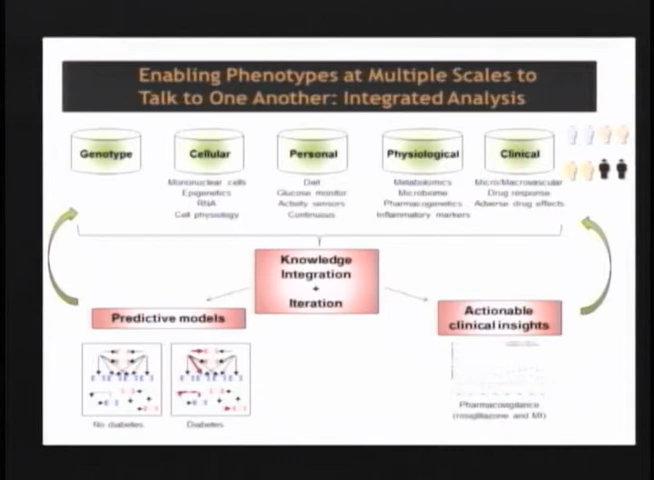 Enabling Phenotypes at Multiple Scales to
Talk to One Another: Integrated Analysis
Genotype
Cellular
Personal
Physiological
Clinical
Mononuclear cells
Epigenetics
RNA
Cell physiology
Diet
Glucose monitor
Activity sensors
Continuous
Metabolomics
Microbiome
Pharmacogenetics
Inflammatory markers
Micro/Macrovascular
Drug response
Adverse drug effects
Knowledge
Integration
+
Iteration
Predictive models
Actionable
clinical insights
No diabetes
Diabetes
Pharmacovigilance
(rosiglitazone and MI)